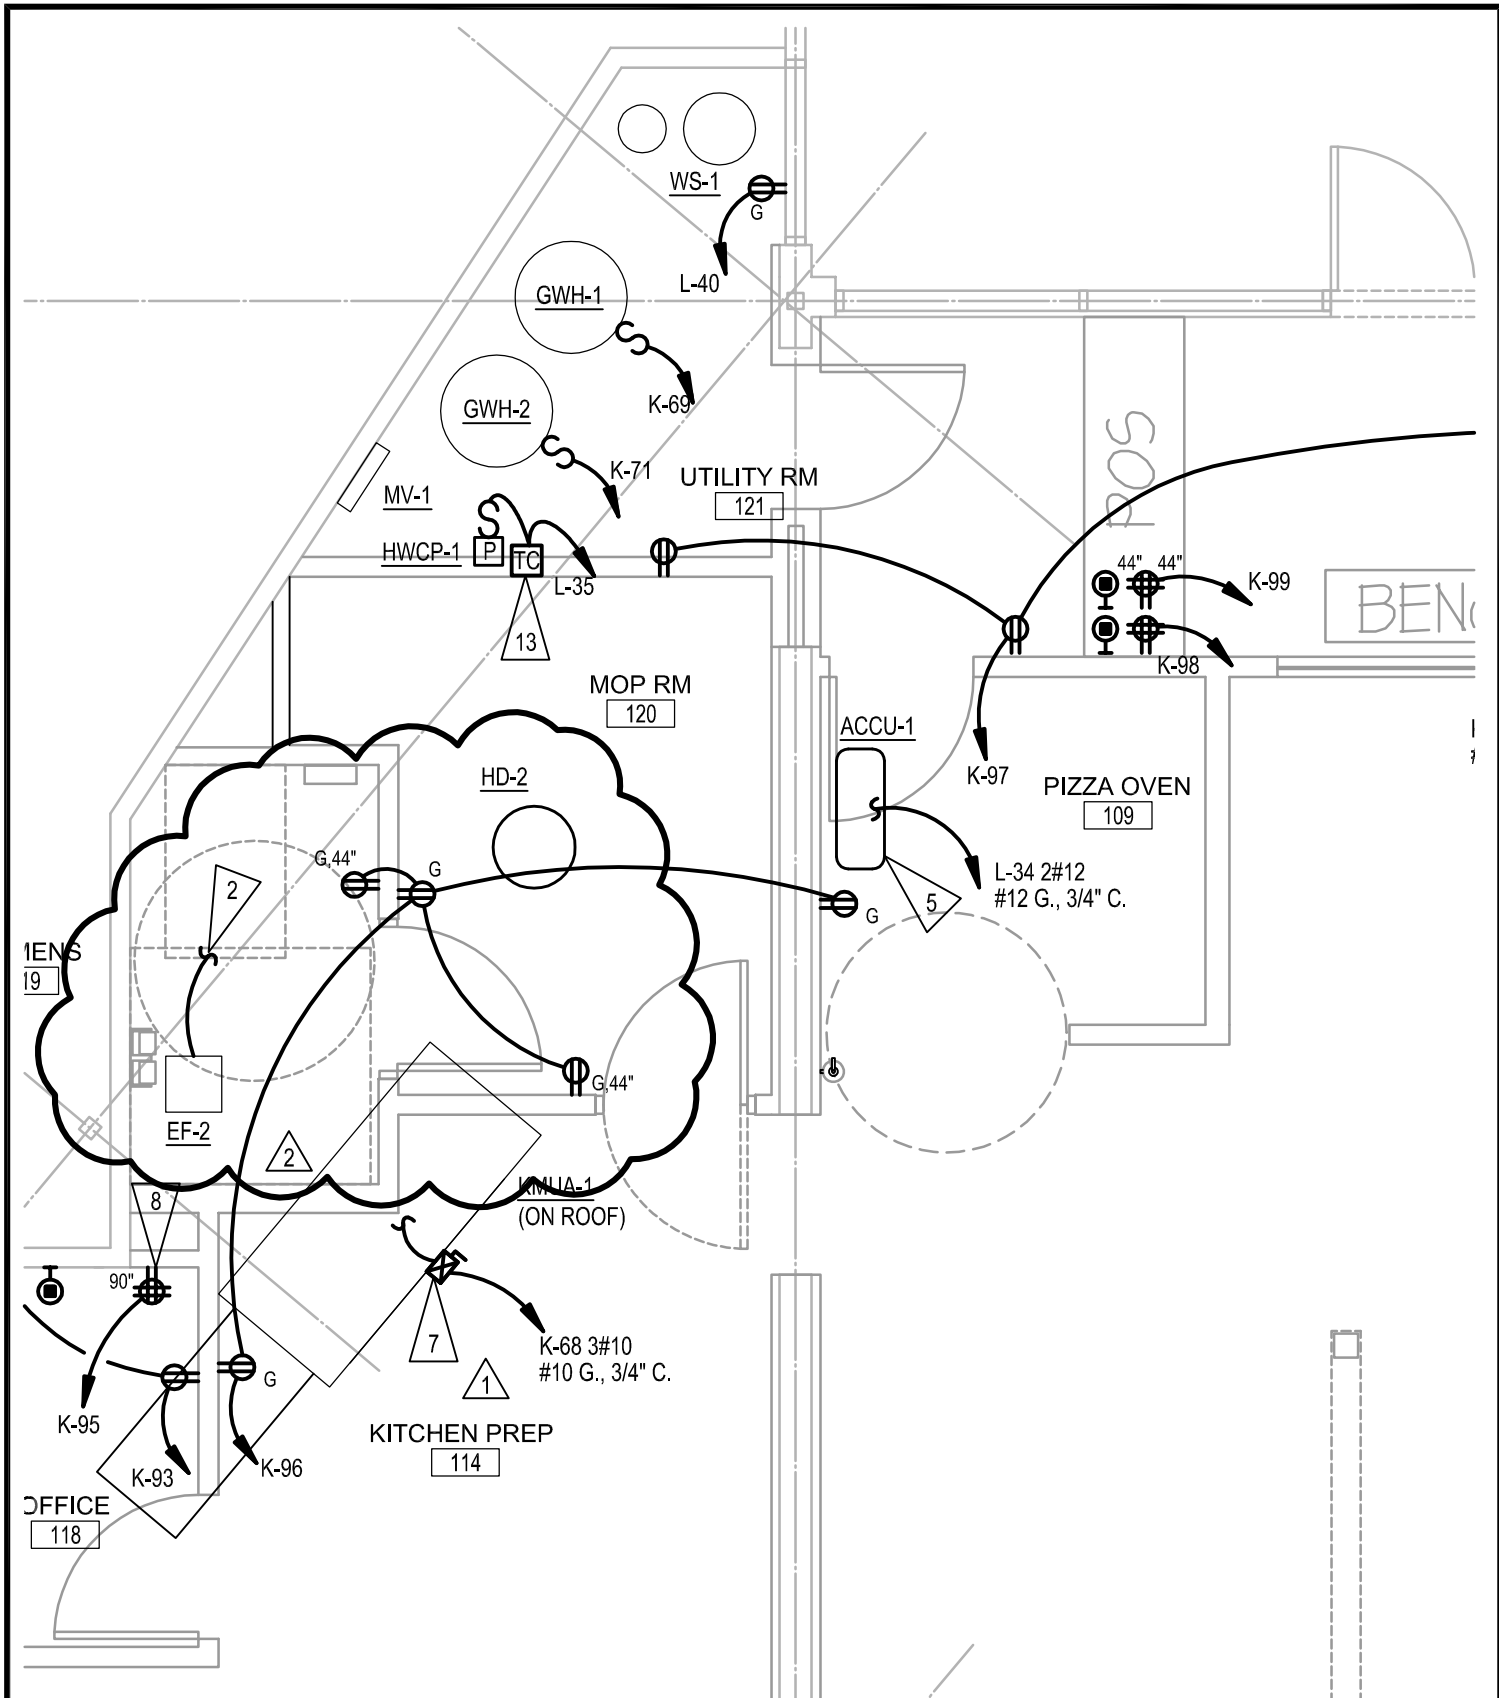 WS-1
G
L-40
GWH-1
K-69
GWH-2
K-71
UTILITY RM
121
MV-1
HWCP-1
P
TC
L-35
13
POS
44" 44"
K-99
K-98
MOP RM
120
ACCU-1
K-97
PIZZA OVEN
109
HD-2
G,44"
G
2
L-34 2#12
#12 G., 3/4" C.
5
G
19
G,44"
EF-2
2
KMUA-1
(ON ROOF)
8
90"
7
K-68 3#10
#10 G., 3/4" C.
1
G
K-95
K-93
K-96
KITCHEN PREP
114
OFFICE
118